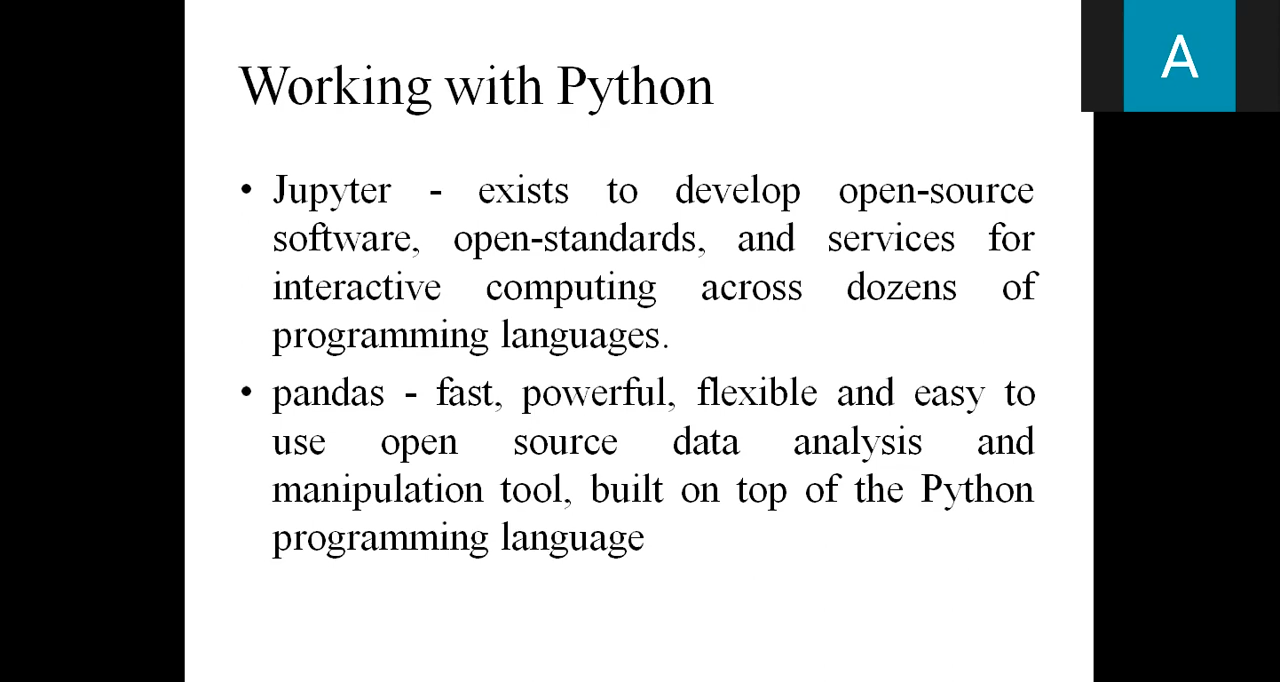 A
Working with Python
• Jupyter - exists to develop open-source
software, open-standards, and services for
interactive computing across dozens of
programming languages.
• pandas - fast, powerful, flexible and easy to
use open source data analysis and
manipulation tool, built on top of the Python
programming language